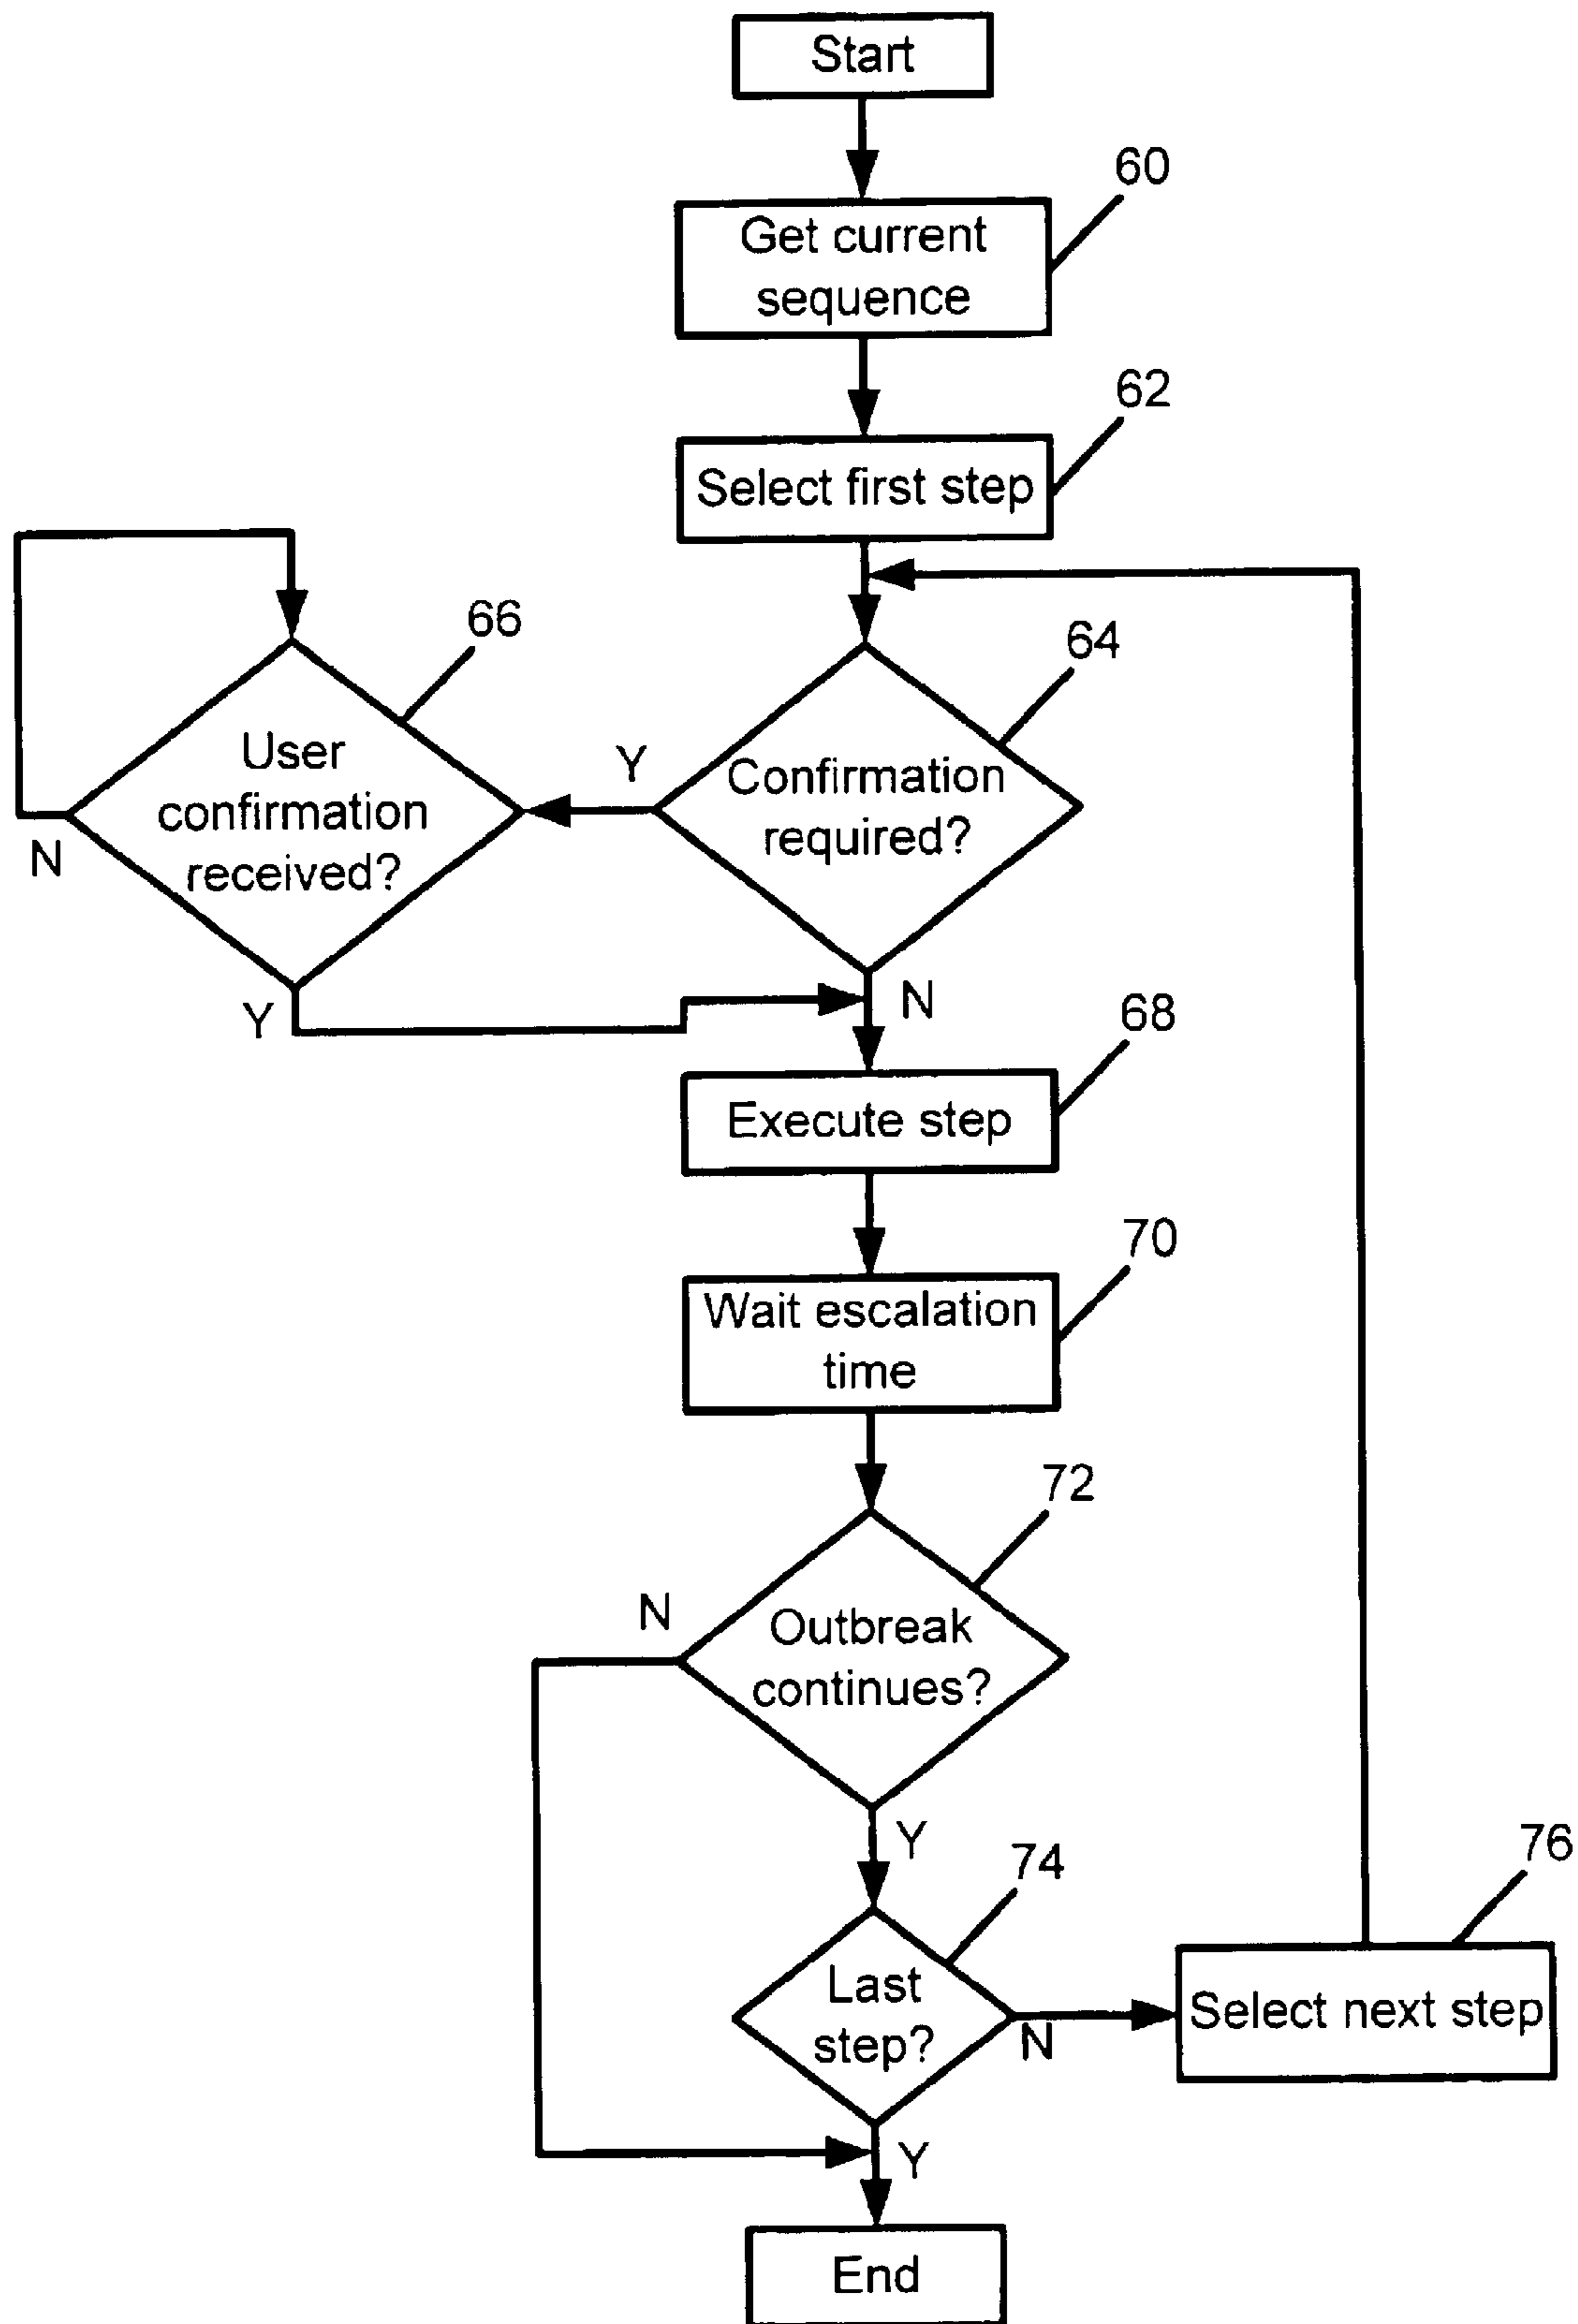 Start
60
Get current
sequence
62
Select first step
66
64
User
confirmation
received?
Y
Confirmation
required?
N
Y
N
68
Execute step
70
Wait escalation
time
72
N
Outbreak
continues?
Y
74
76
Last
step?
N
Select next step
Y
End